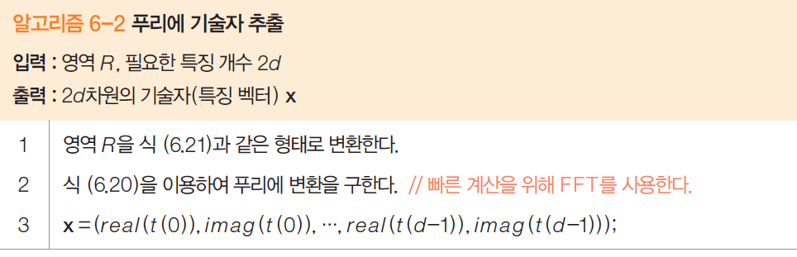 알고리즘 6-2 푸리에 기술자 추출
입력 : 영역 R, 필요한 특징 개수 2d
출력 : 2d차원의 기술자(특징 벡터) x
1 영역 R을 식 (6.21)과 같은 형태로 변환한다.
2 식 (6.20)을 이용하여 푸리에 변환을 구한다. // 빠른 계산을 위해 FFT를 사용한다.
3 x=(real(t(0)), imag(t(0)), ⋯, real(t(d-1)), imag(t(d-1)));